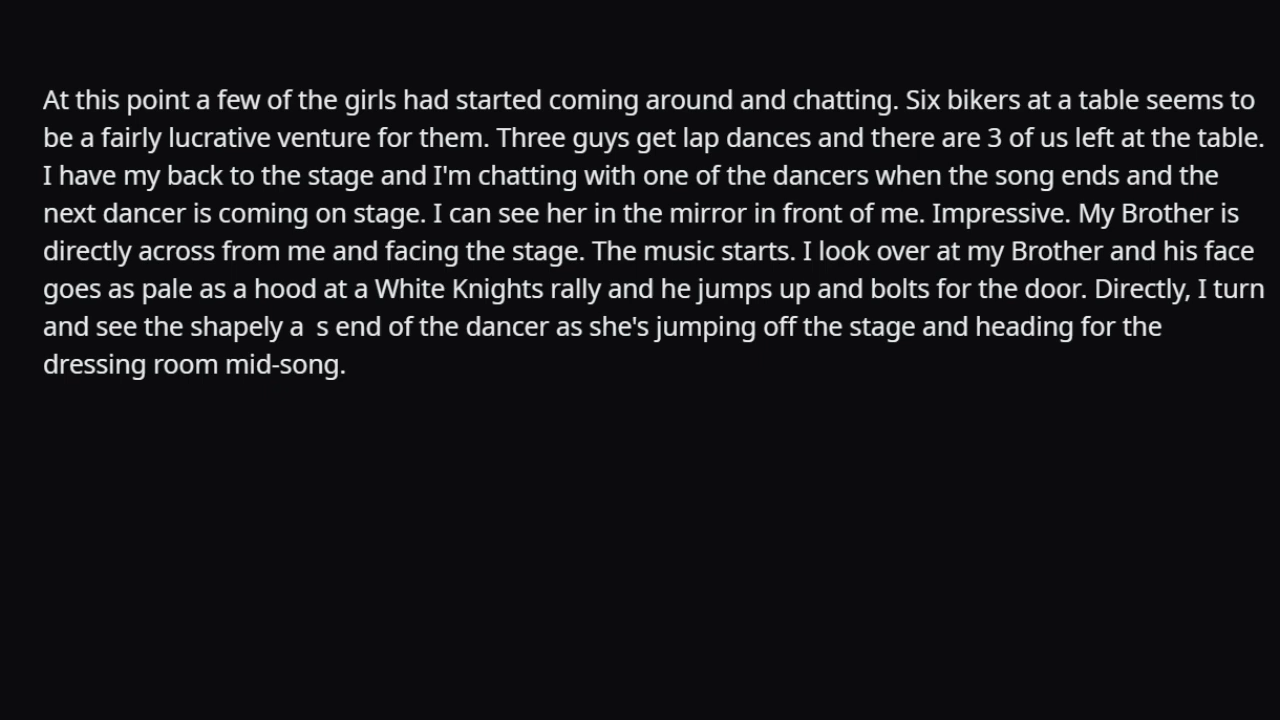 At this point a few of the girls had started coming around and chatting. Six bikers at a table seems to
be a fairly lucrative venture for them. Three guys get lap dances and there are 3 of us left at the table.
I have my back to the stage and I'm chatting with one of the dancers when the song ends and the
next dancer is coming on stage. I can see her in the mirror in front of me. Impressive. My Brother is
directly across from me and facing the stage. The music starts. I look over at my Brother and his face
goes as pale as a hood at a White Knights rally and he jumps up and bolts for the door. Directly, I turn
and see the shapely a  s end of the dancer as she's jumping off the stage and heading for the
dressing room mid-song.